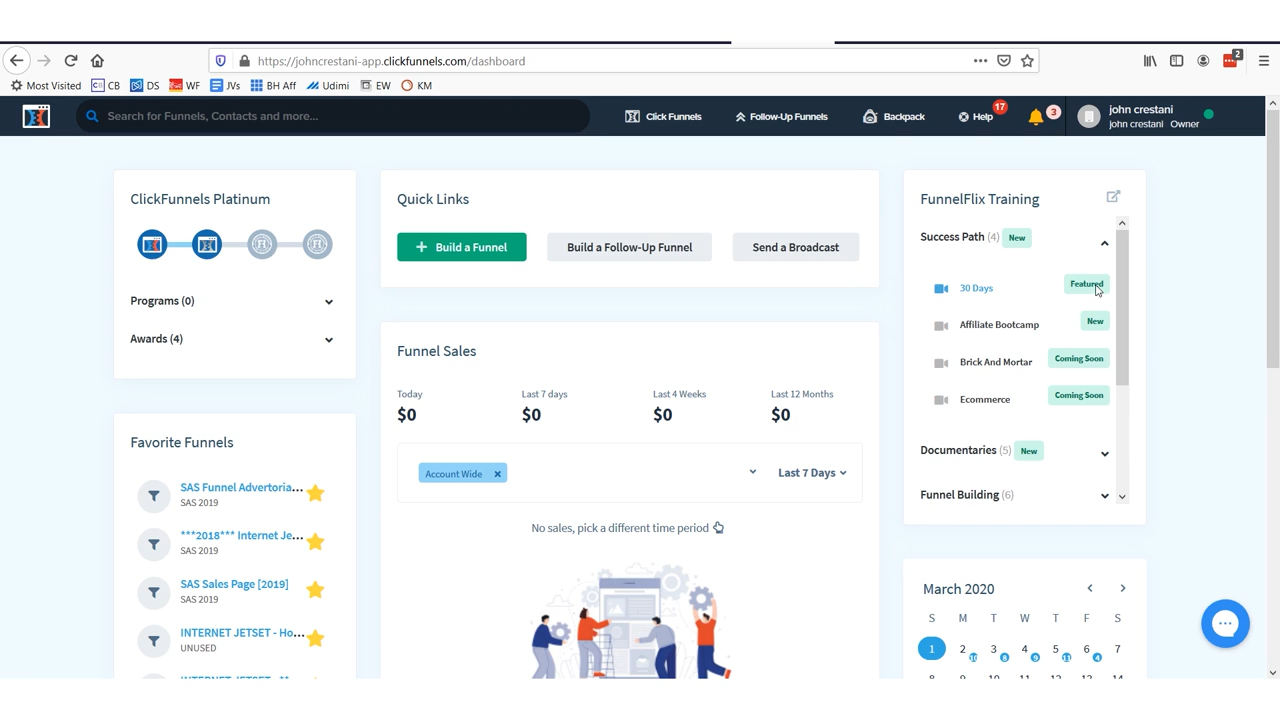 https://johncrestani-app.clickfunnels.com/dashboard
2
Most Visited CB DS WF JVs BH Aff Udimi EW KM
Search for Funnels, Contacts and more...
Click Funnels
Follow-Up Funnels
Backpack
Help 17
3
john crestani
john crestani Owner
ClickFunnels Platinum
Programs (0)
Awards (4)
Favorite Funnels
SAS Funnel Advertoria...
SAS 2019
***2018*** Internet Je...
SAS 2019
SAS Sales Page [2019]
SAS 2019
INTERNET JETSET - Ho...
UNUSED
Quick Links
+ Build a Funnel
Build a Follow-Up Funnel
Send a Broadcast
Funnel Sales
Today Last 7 days Last 4 Weeks Last 12 Months
$0 $0 $0 $0
Account Wide ×
Last 7 Days
No sales, pick a different time period
FunnelFlix Training
Success Path (4) New
30 Days Featured
Affiliate Bootcamp New
Brick And Mortar Coming Soon
Ecommerce Coming Soon
Documentaries (5) New
Funnel Building (6)
March 2020
S M T W T F S
1 2 3 4 5 6 7
10 8 9 11 4